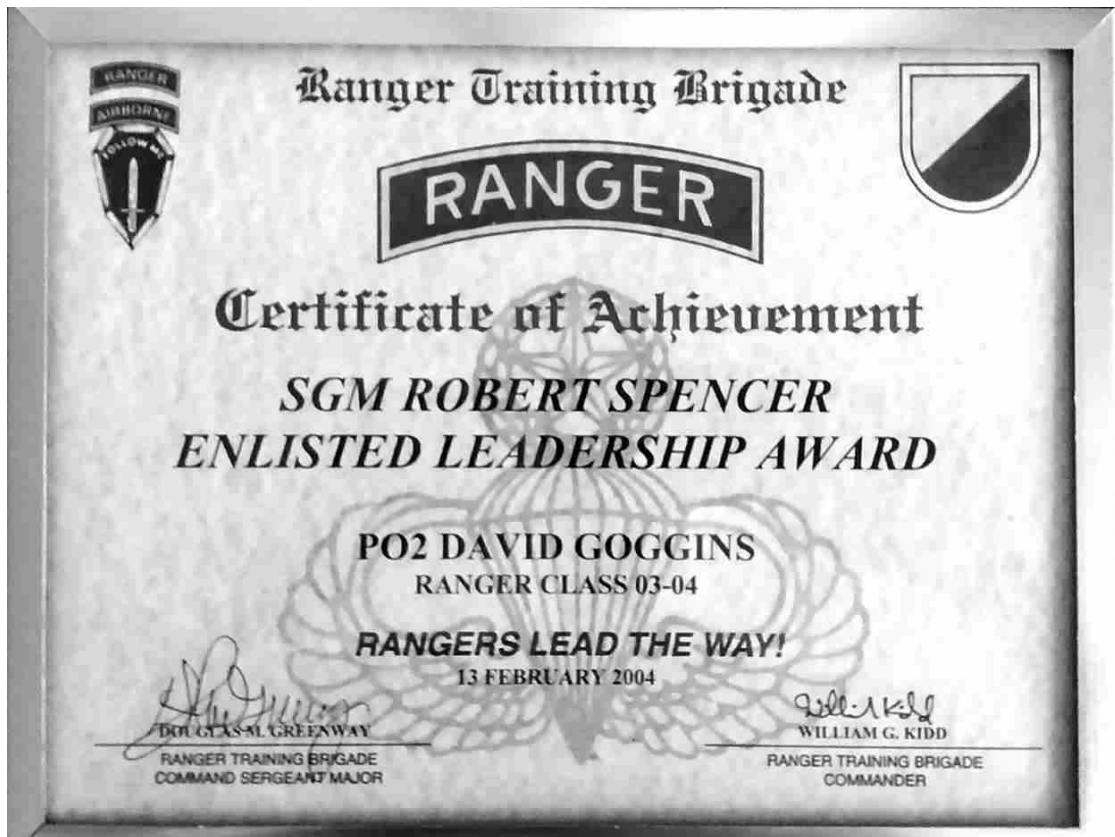 RANGER
AIRBORNE
FOLLOW ME
Ranger Training Brigade
RANGER
Certificate of Achievement
SGM ROBERT SPENCER
ENLISTED LEADERSHIP AWARD
PO2 DAVID GOGGINS
RANGER CLASS 03-04
RANGERS LEAD THE WAY!
13 FEBRUARY 2004
DOUGLAS M. GREENWAY
RANGER TRAINING BRIGADE
COMMAND SERGEANT MAJOR
William G Kidd
WILLIAM G. KIDD
RANGER TRAINING BRIGADE
COMMANDER